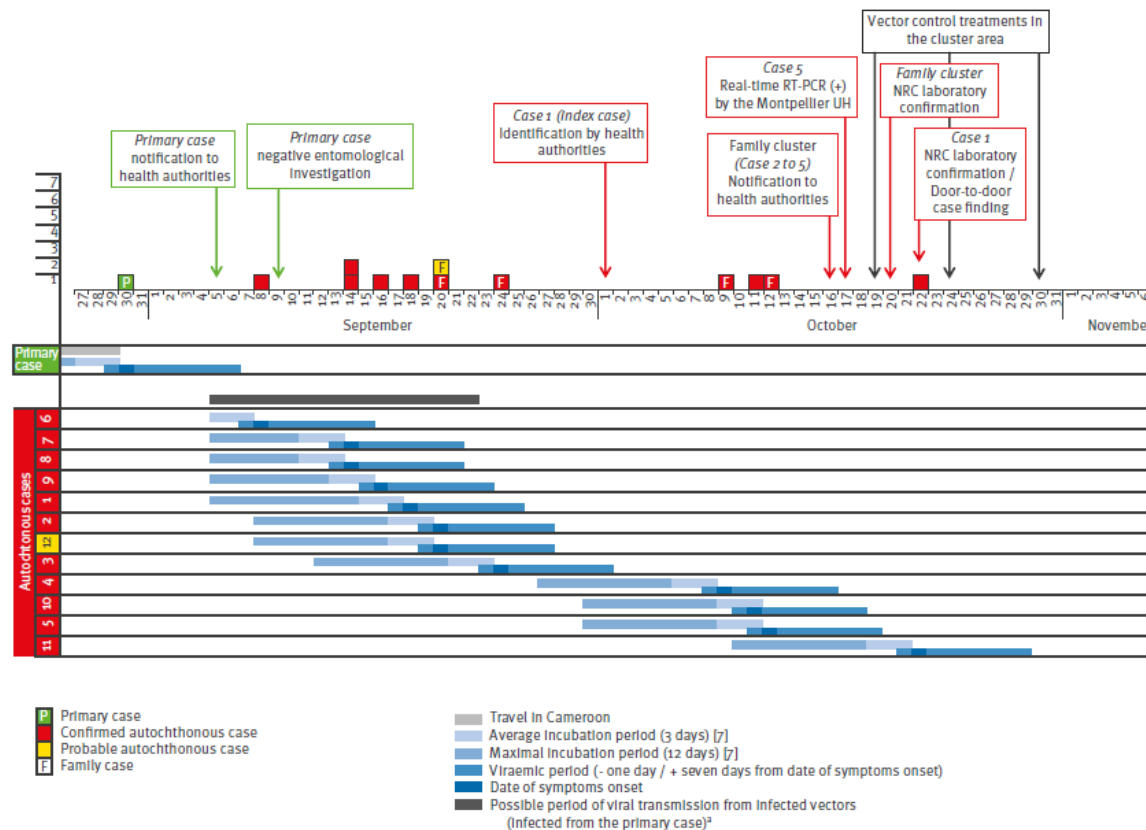 Vector control treatments in
the cluster area
Case 5
Real-time RT-PCR (+)
by the Montpellier UH
Family cluster
NRC laboratory
confirmation
Case 1 (Index case)
Identification by health
authorities
Primary case
notification to
health authorities
Primary case
negative entomological
investigation
Family cluster
(Case 2 to 5)
Notification to
health authorities
Case 1
NRC laboratory
confirmation /
Door-to-door
case finding
7
6
5
4
3
2
1
P
F
F
F
F
F
27 28 29 30 31 1 2 3 4 5 6 7 8 9 10 11 12 13 14 15 16 17 18 19 20 21 22 23 24 25 26 27 28 29 30 1 2 3 4 5 6 7 8 9 10 11 12 13 14 15 16 17 18 19 20 21 22 23 24 25 26 27 28 29 30 31 1 2 3 4 5 6
September October November
Primary
case
Autochtonous cases
6
7
8
9
1
2
12
3
4
10
5
11
P Primary case
Confirmed autochthonous case
Probable autochthonous case
F Family case
Travel in Cameroon
Average incubation period (3 days) [7]
Maximal incubation period (12 days) [7]
Viraemic period (- one day / + seven days from date of symptoms onset)
Date of symptoms onset
Possible period of viral transmission from infected vectors
(infected from the primary case)ª